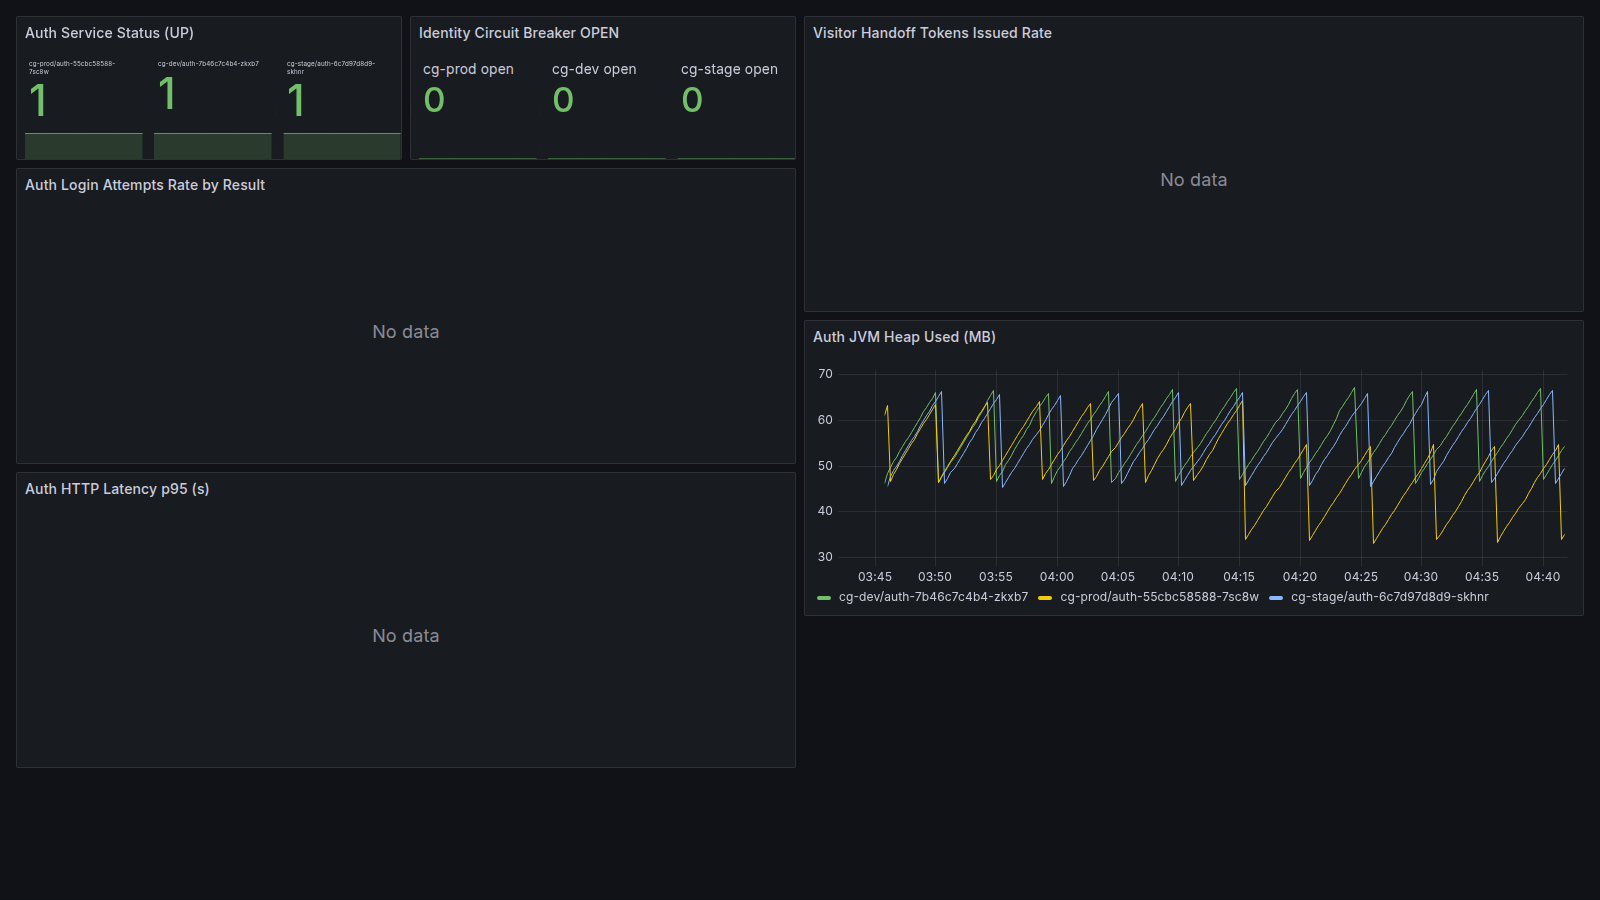 Auth Service Status (UP)
cg-prod/auth-55cbc58588-
7sc8w
1
cg-dev/auth-7b46c7c4b4-zkxb7
1
cg-stage/auth-6c7d97d8d9-
skhnr
1
Identity Circuit Breaker OPEN
cg-prod open
0
cg-dev open
0
cg-stage open
0
Visitor Handoff Tokens Issued Rate
No data
Auth Login Attempts Rate by Result
No data
Auth JVM Heap Used (MB)
70
60
50
40
30
03:45 03:50 03:55 04:00 04:05 04:10 04:15 04:20 04:25 04:30 04:35 04:40
cg-dev/auth-7b46c7c4b4-zkxb7 cg-prod/auth-55cbc58588-7sc8w cg-stage/auth-6c7d97d8d9-skhnr
Auth HTTP Latency p95 (s)
No data